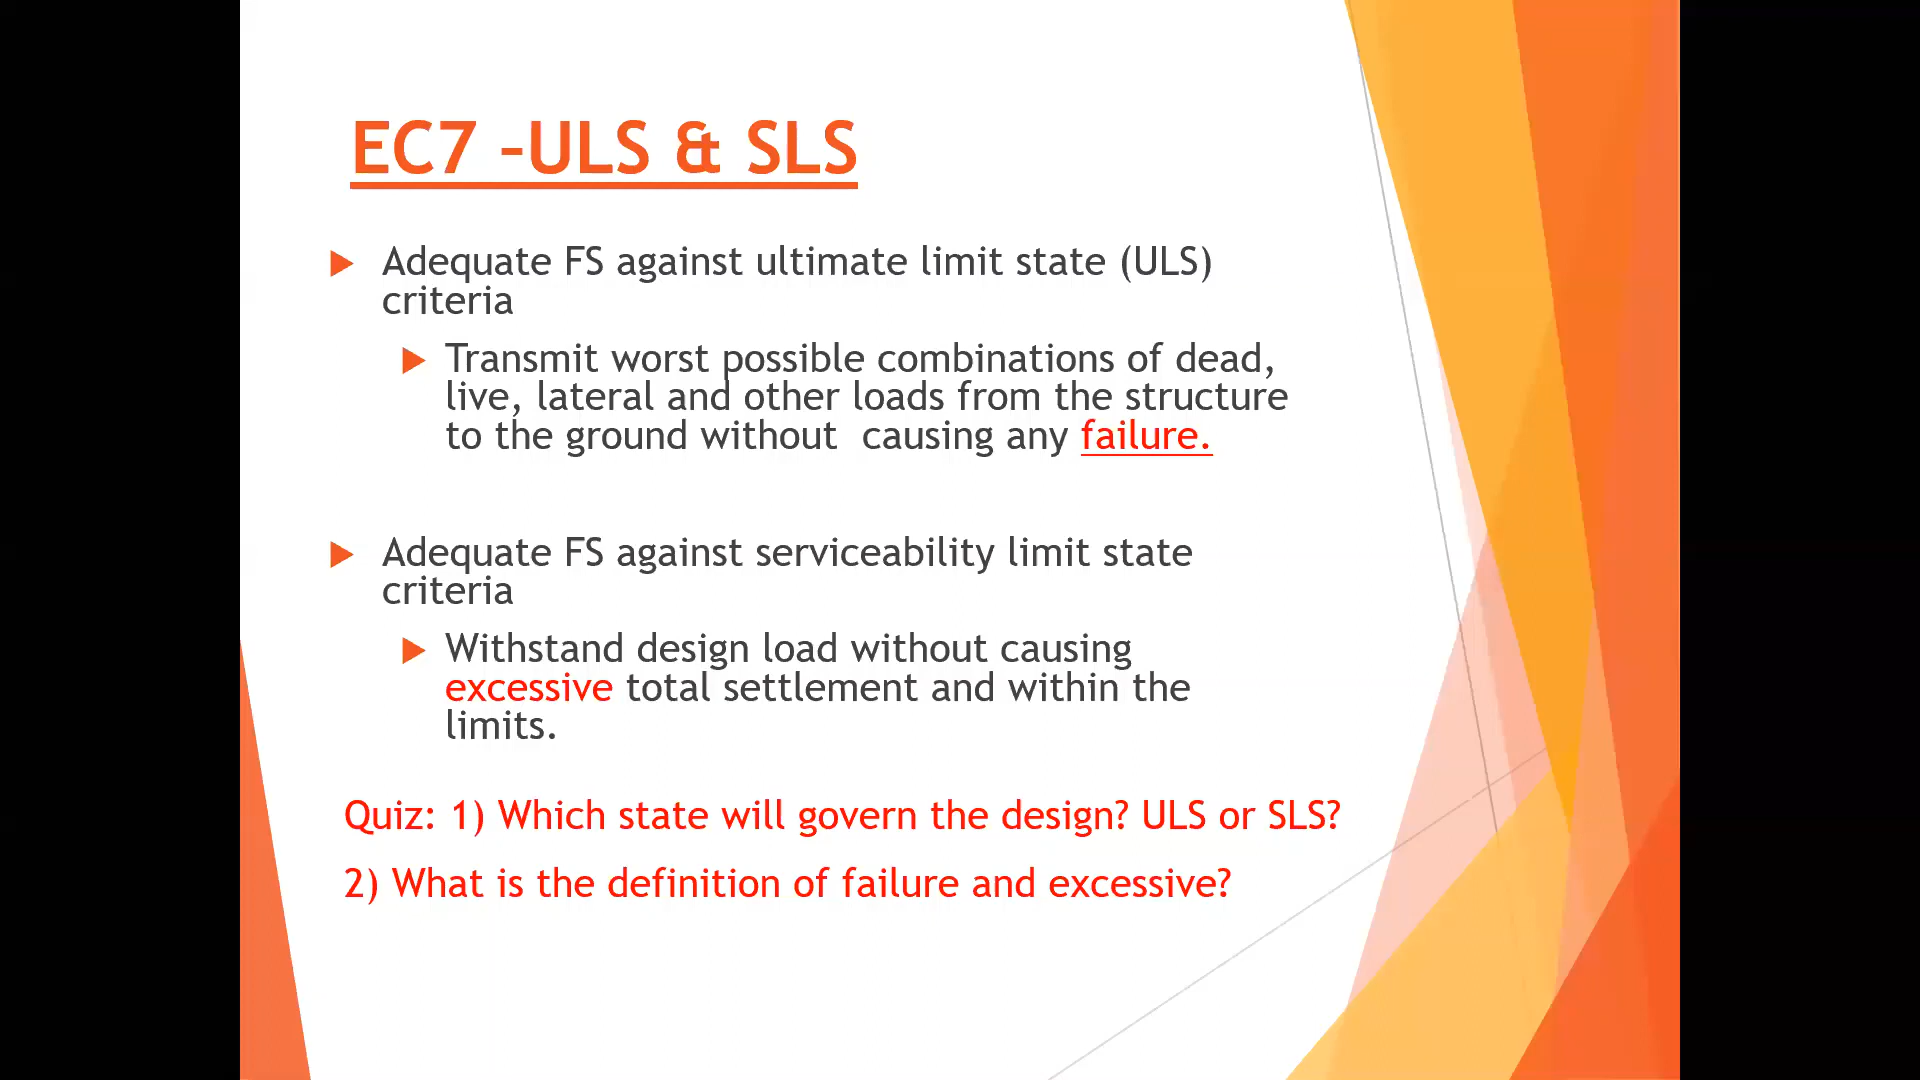 EC7 –ULS & SLS
Adequate FS against ultimate limit state (ULS)
criteria
Transmit worst possible combinations of dead,
live, lateral and other loads from the structure
to the ground without causing any failure.
Adequate FS against serviceability limit state
criteria
Withstand design load without causing
excessive total settlement and within the
limits.
Quiz: 1) Which state will govern the design? ULS or SLS?
2) What is the definition of failure and excessive?